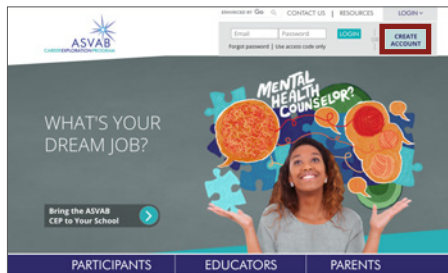 ENHANCED BY Go
CONTACT US | RESOURCES
LOGIN
ASVAB
CAREER EXPLORATION PROGRAM
Email
Password
LOGIN
OR
CREATE
ACCOUNT
Forgot password | Use access code only
MENTAL
HEALTH
COUNSELOR?
WHAT'S YOUR
DREAM JOB?
Bring the ASVAB
CEP to Your School
PARTICIPANTS
EDUCATORS
PARENTS